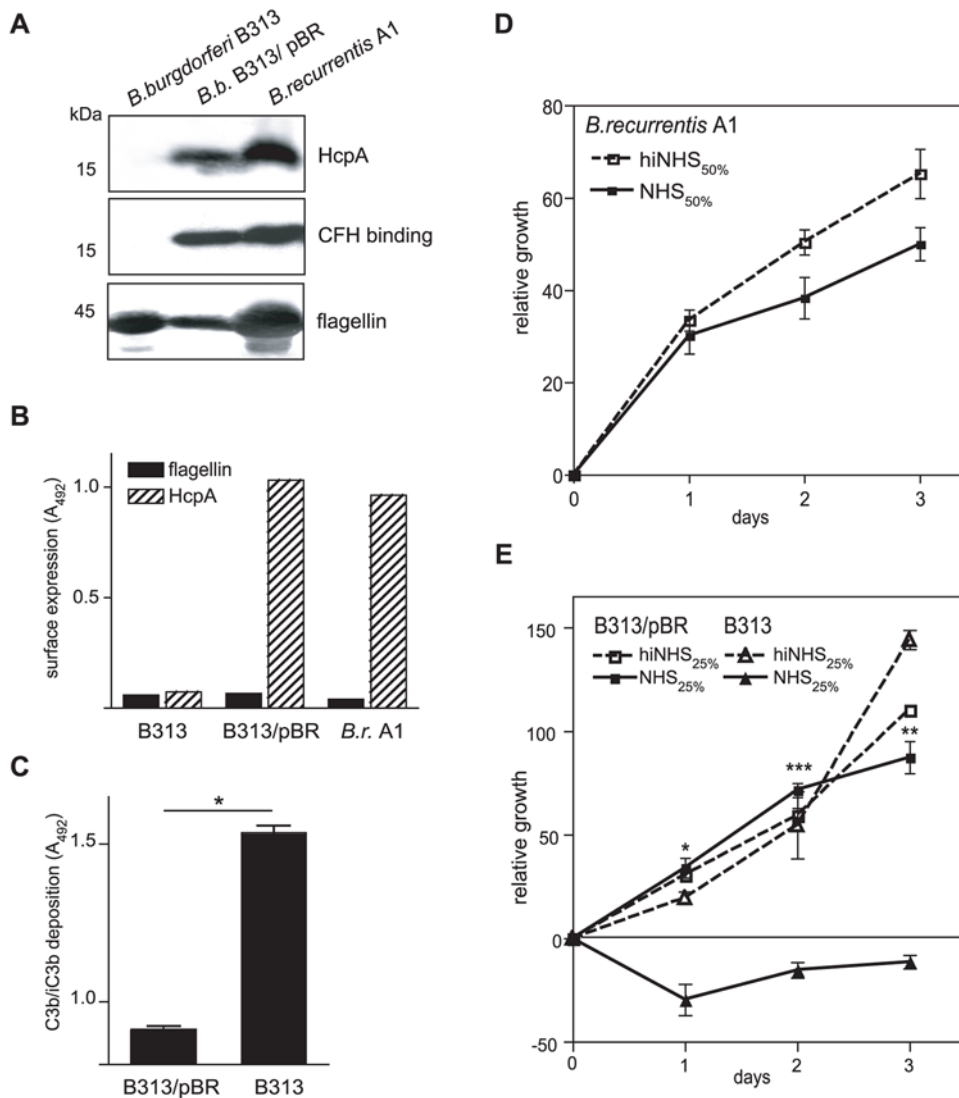 A
B.burgdorferi B313
B.b. B313/ pBR
B.recurrentis A1
kDa
15
HcpA
15
CFH binding
45
flagellin
B
flagellin
HcpA
surface expression (A492)
1.0
0.5
B313 B313/pBR B.r. A1
C
*
C3b/iC3b deposition (A492)
1.5
1.0
B313/pBR B313
D
B.recurrentis A1
hiNHS50%
NHS50%
relative growth
80
60
40
20
0
0 1 2 3
days
E
B313/pBR B313
hiNHS25% hiNHS25%
NHS25% NHS25%
relative growth
150
100
50
0
-50
* *** **
0 1 2 3
days